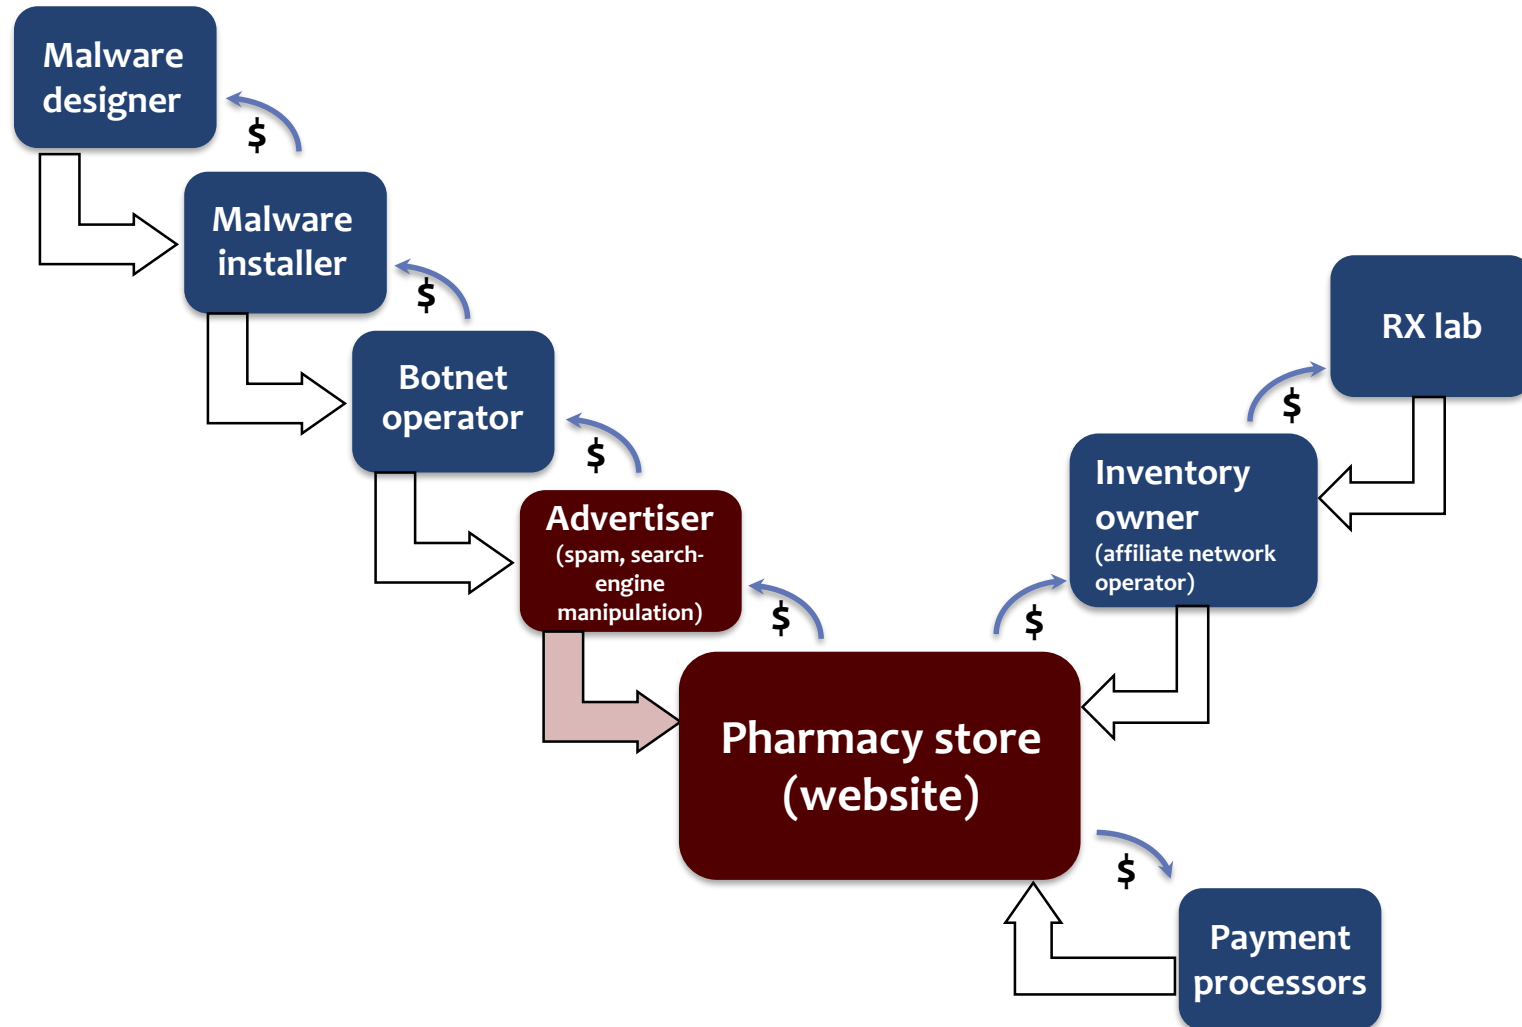 Malware
designer
$
Malware
installer
$
Botnet
operator
$
Advertiser
(spam, search-
engine
manipulation)
$
Pharmacy store
(website)
$
Inventory
owner
(affiliate network
operator)
$
RX lab
$
Payment
processors